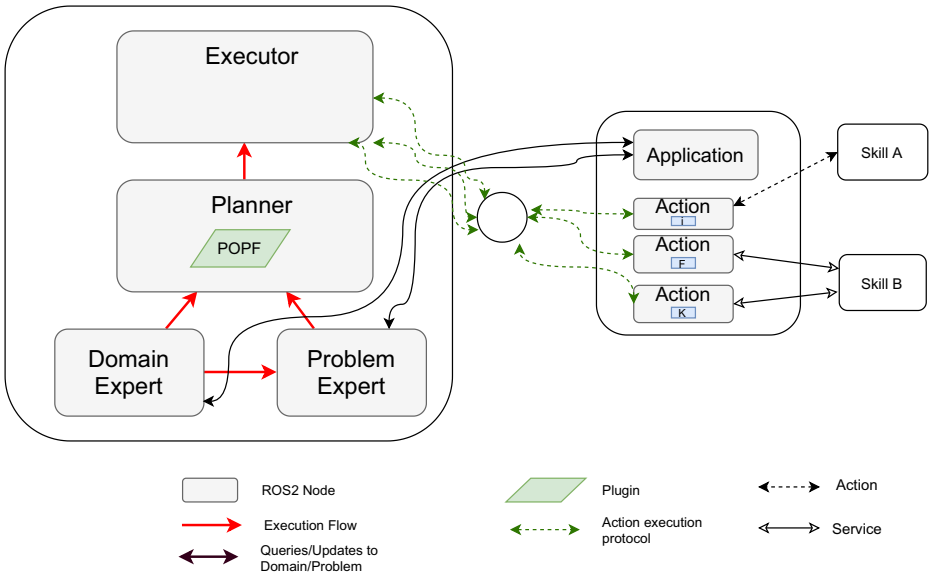 Executor
Planner
POPF
Domain
Expert
Problem
Expert
Application
Action
i
Action
F
Action
K
Skill A
Skill B
ROS2 Node
Execution Flow
Queries/Updates to
Domain/Problem
Plugin
Action execution
protocol
Action
Service